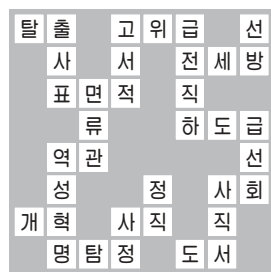 탈출 고위급 선
사 서 전세방
표면적 직
류 하도급
역관 선
성 정 사회
개혁 사직 직
명탐정 도서